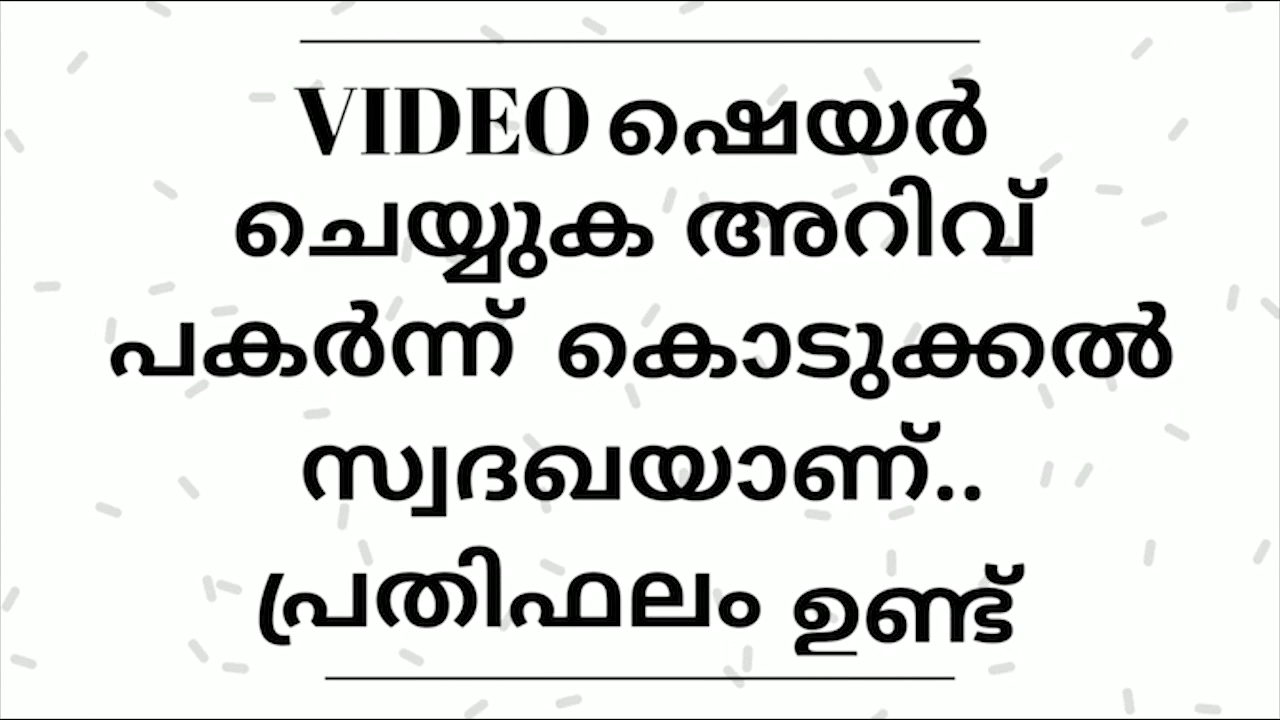 VIDEO ഷെയർ
ചെയ്യുക അറിവ്
പകർന്ന് കൊടുക്കൽ
സ്വദഖയാണ്..
പ്രതിഫലം ഉണ്ട്